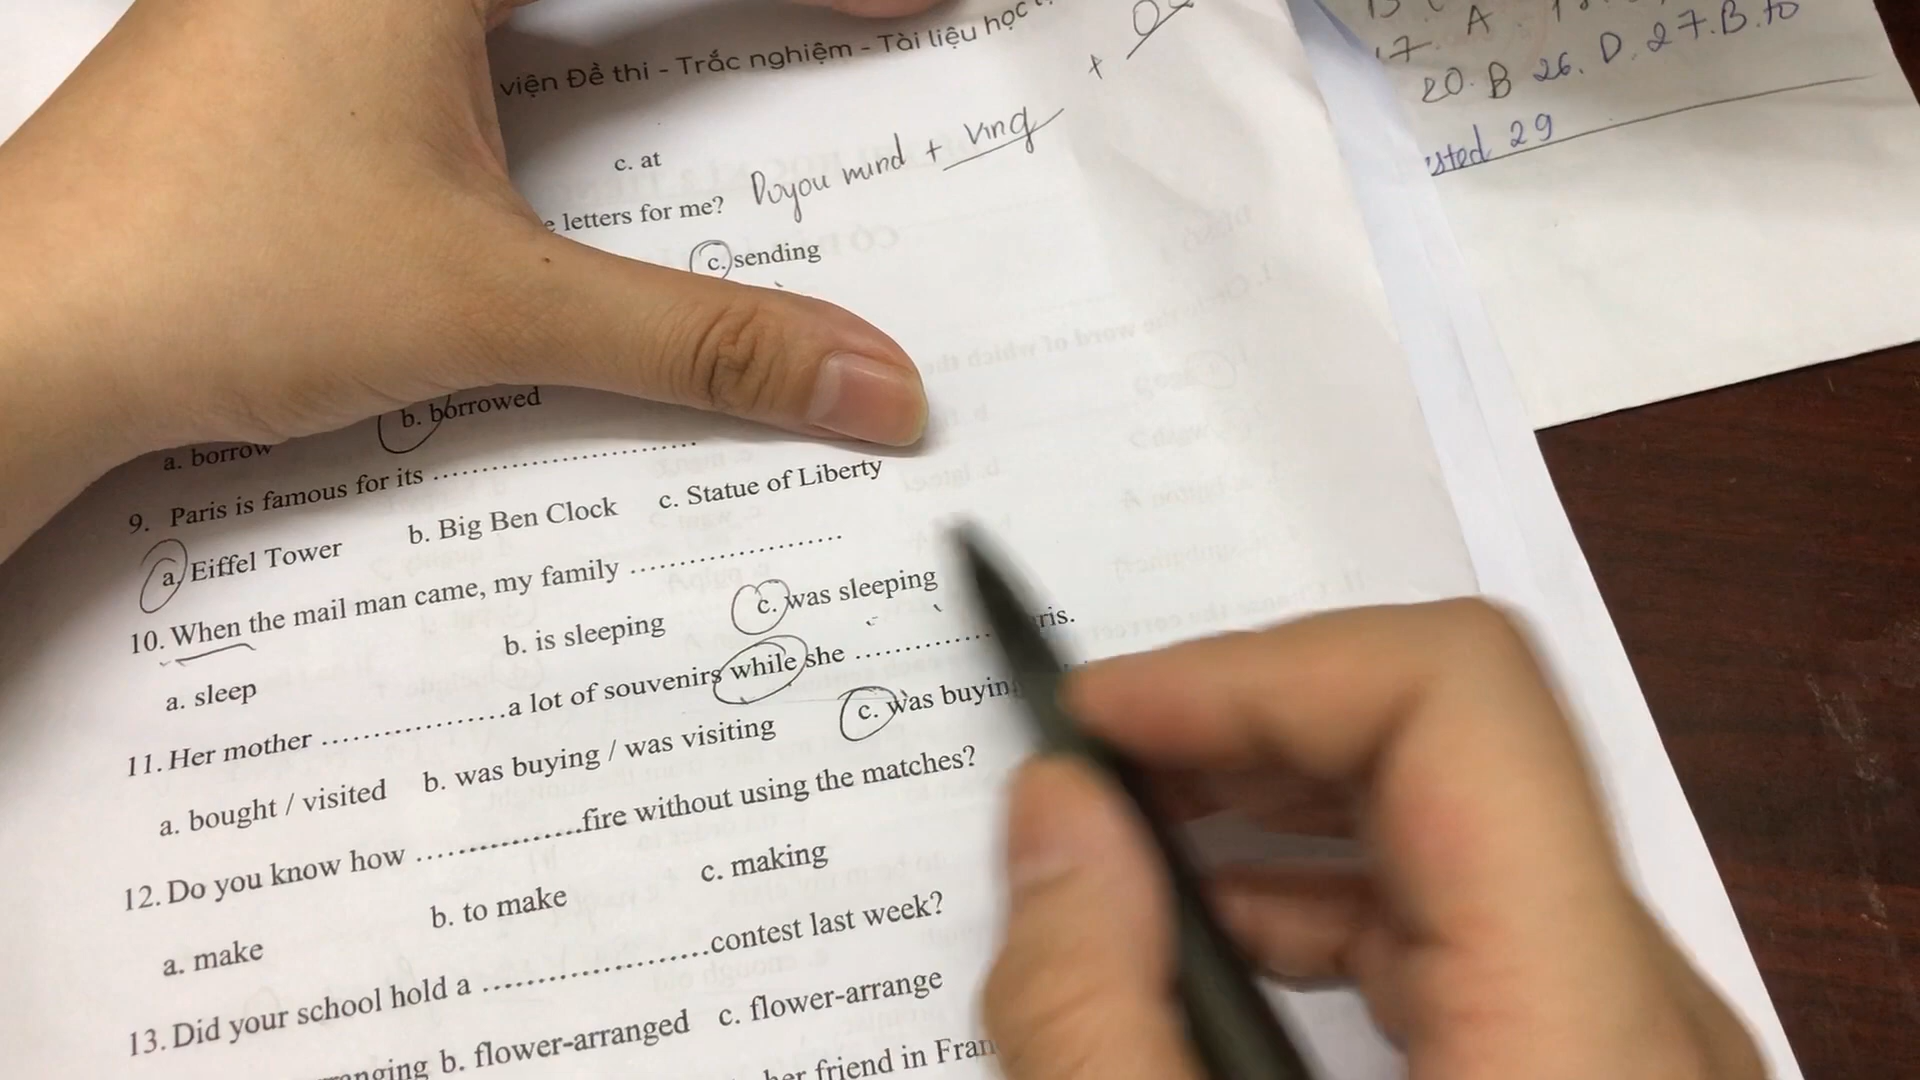 viện Đề thi - Trắc nghiệm - Tài liệu học
c. at
letters for me? Do you mind + Ving
c. sending
a. borrow b. borrowed
9. Paris is famous for its ..............................
a. Eiffel Tower b. Big Ben Clock c. Statue of Liberty
10. When the mail man came, my family ........................
a. sleep b. is sleeping c. was sleeping
11. Her mother .....................a lot of souvenirs while she ................
a. bought / visited b. was buying / was visiting c. was buying
12. Do you know how ...................fire without using the matches?
a. make b. to make c. making
13. Did your school hold a .........................contest last week?
b. flower-arranged c. flower-arrange
friend in
17. A
20. B 26. D. 27. B. to
29